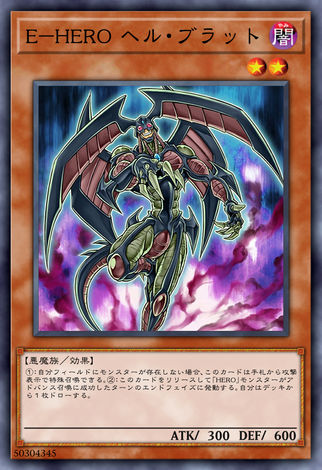 E-HERO ヘル・ブラット
闇
やみ
【悪魔族／効果】
①:自分フィールドにモンスターが存在しない場合、このカードは手札から攻撃
表示で特殊召喚できる。②:このカードをリリースして「HERO」モンスターがア
ドバンス召喚に成功したターンのエンドフェイズに発動する。自分はデッキか
ら1枚ドローする。
ATK/ 300 DEF/ 600
50304345